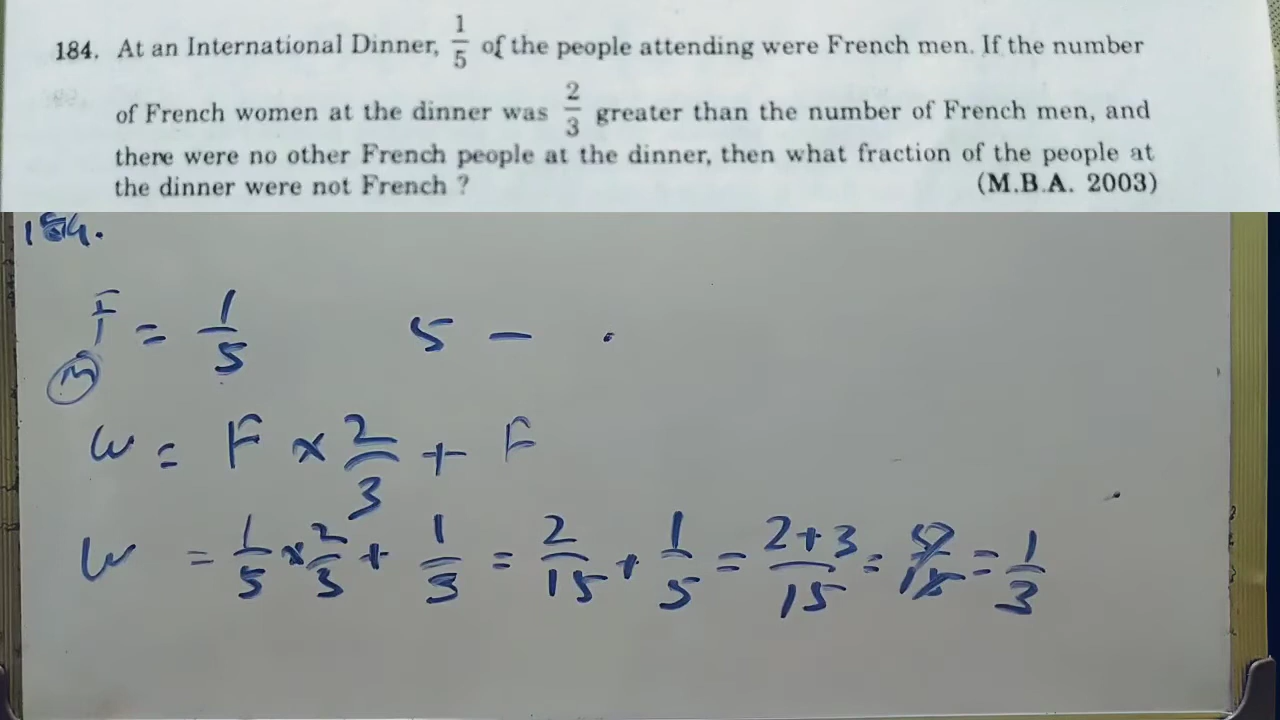 184. At an International Dinner, 1/5 of the people attending were French men. If the number
of French women at the dinner was 2/3 greater than the number of French men, and
there were no other French people at the dinner, then what fraction of the people at
the dinner were not French ?
(M.B.A. 2003)
184.
F = 1/5 5 - .
M
W = F × 2/3 + F
W = 1/5 × 2/3 + 1/3 = 2/15 + 1/5 = 2+3/15 = 5/15 = 1/3